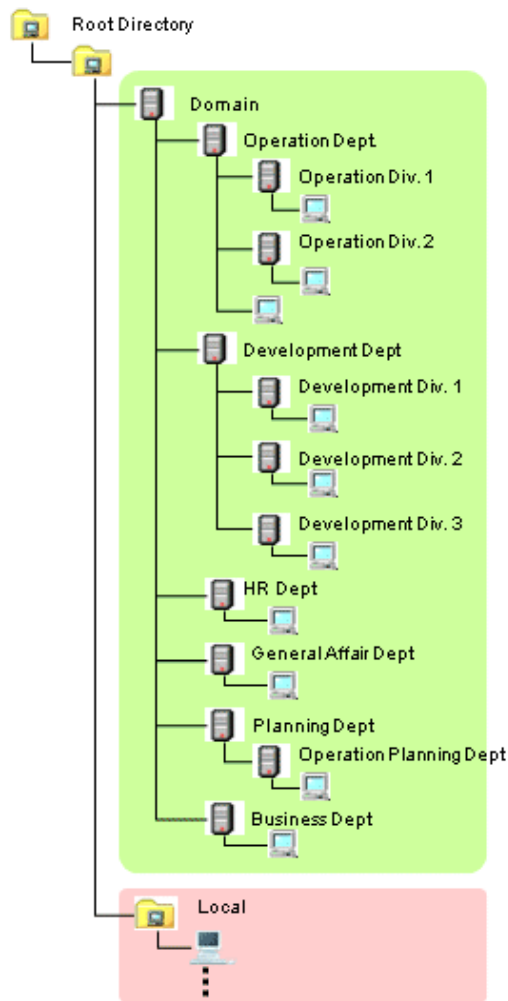 Root Directory
Domain
Operation Dept.
Operation Div. 1
Operation Div. 2
Development Dept
Development Div. 1
Development Div. 2
Development Div. 3
HR Dept
General Affair Dept
Planning Dept
Operation Planning Dept
Business Dept
Local